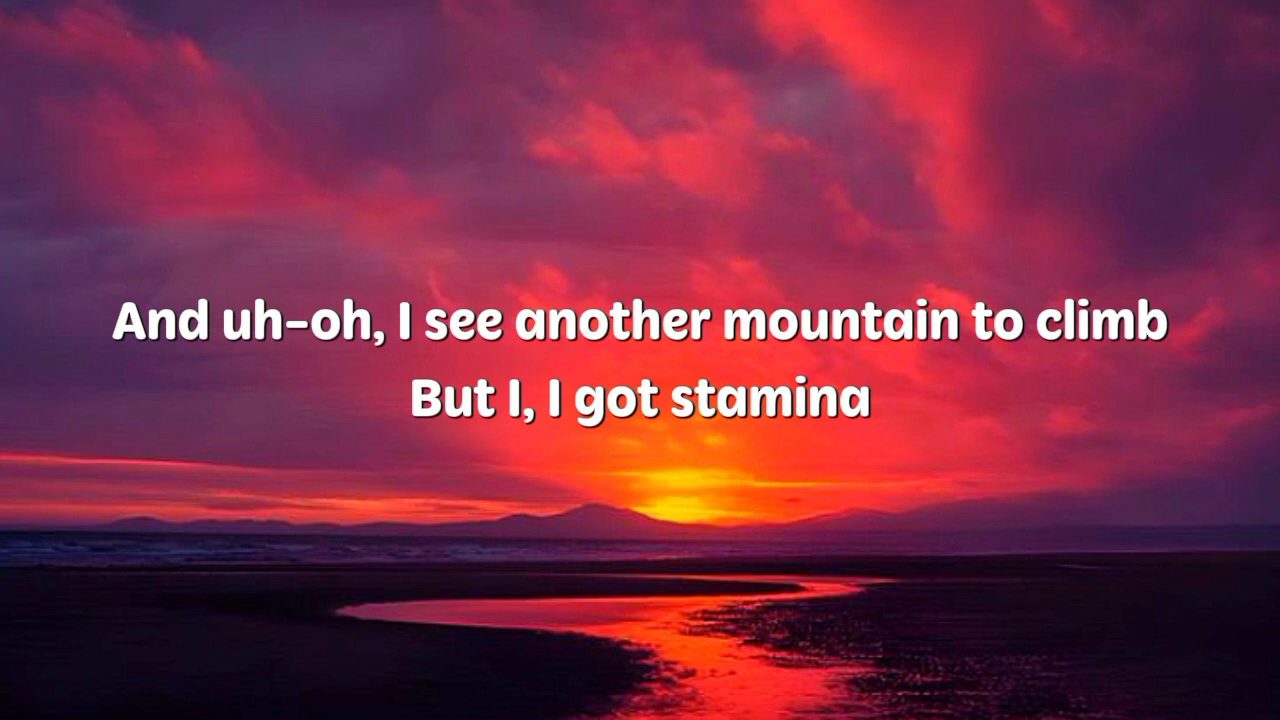 And uh-oh, I see another mountain to climb
But I, I got stamina